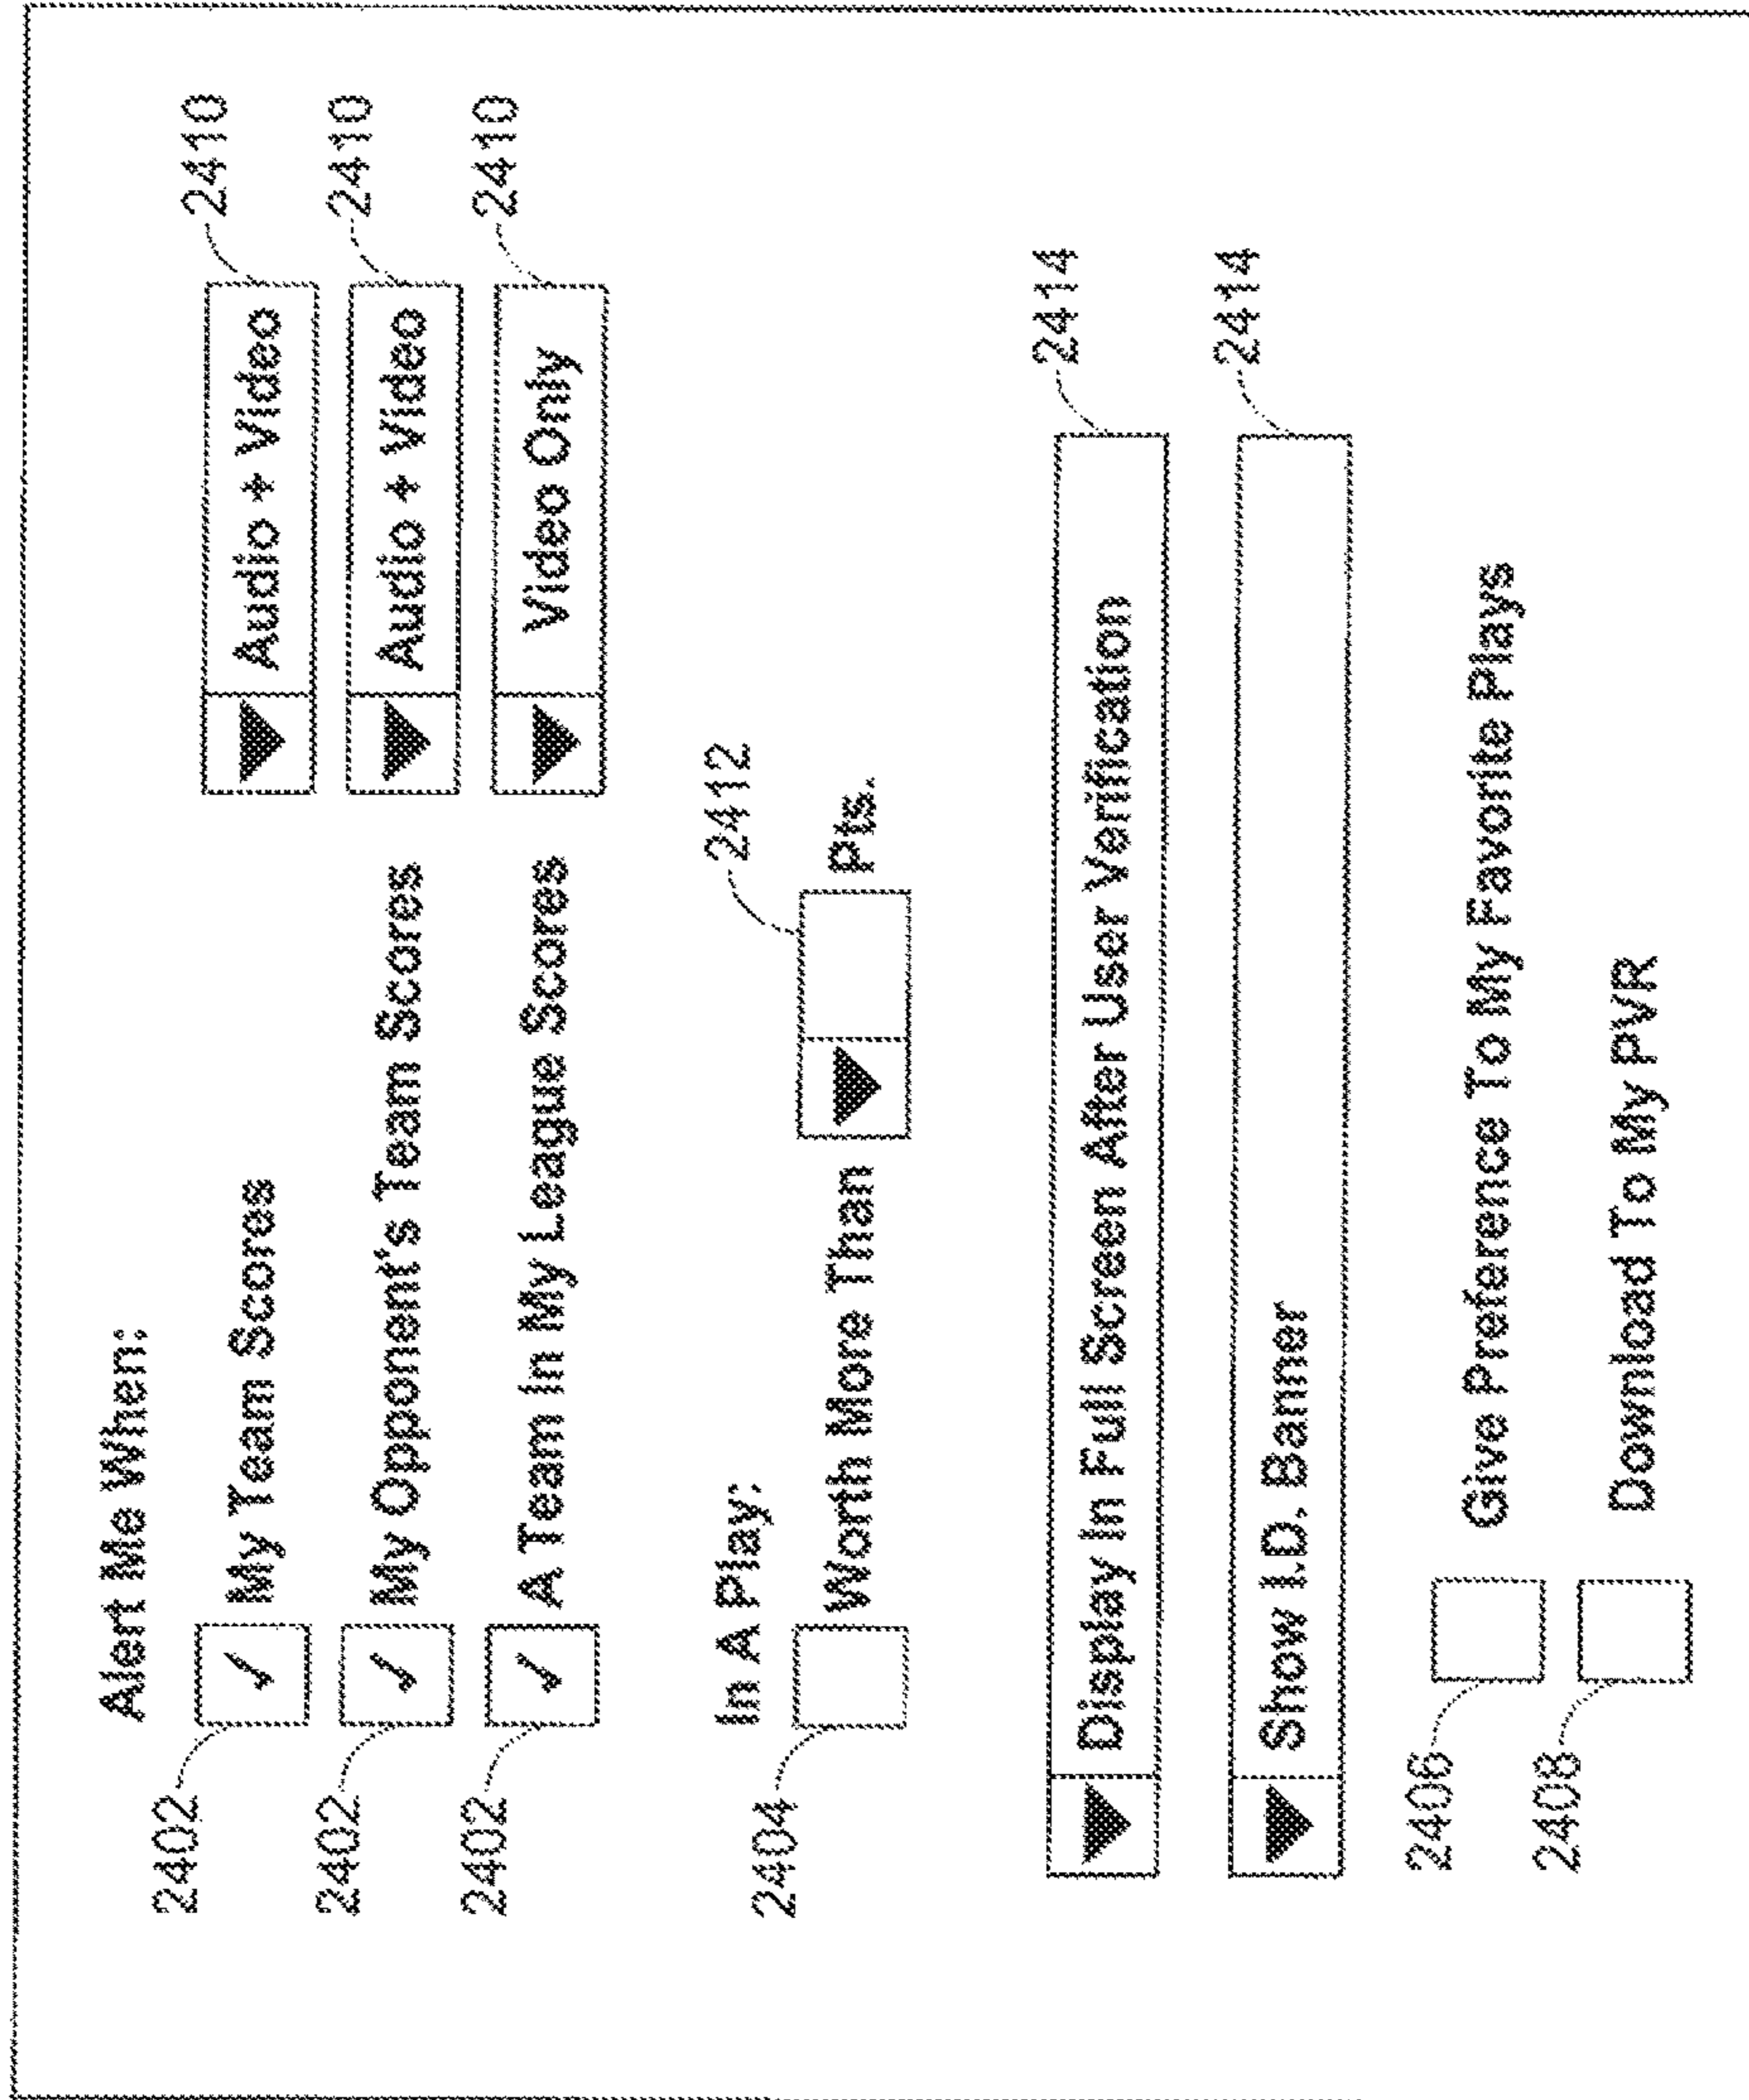 Alert Me When:
2402 ✓ My Team Scores Audio + Video 2410
2402 ✓ My Opponent's Team Scores Audio + Video 2410
2402 ✓ A Team In My League Scores Video Only 2410
In A Play: 2412
2404 Worth More Than Pts.
Display In Full Screen After User Verification 2414
Show I.D. Banner 2414
2406 Give Preference To My Favorite Plays
2408 Download To My PVR